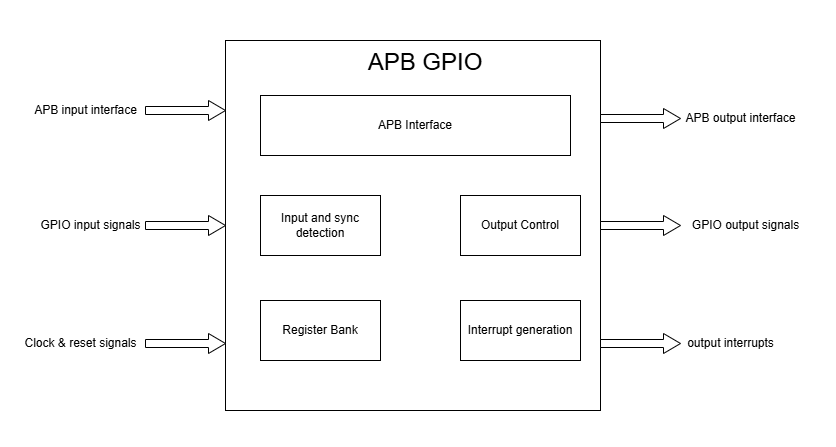 APB GPIO
APB input interface
APB Interface
APB output interface
GPIO input signals
Input and sync
detection
Output Control
GPIO output signals
Clock & reset signals
Register Bank
Interrupt generation
output interrupts